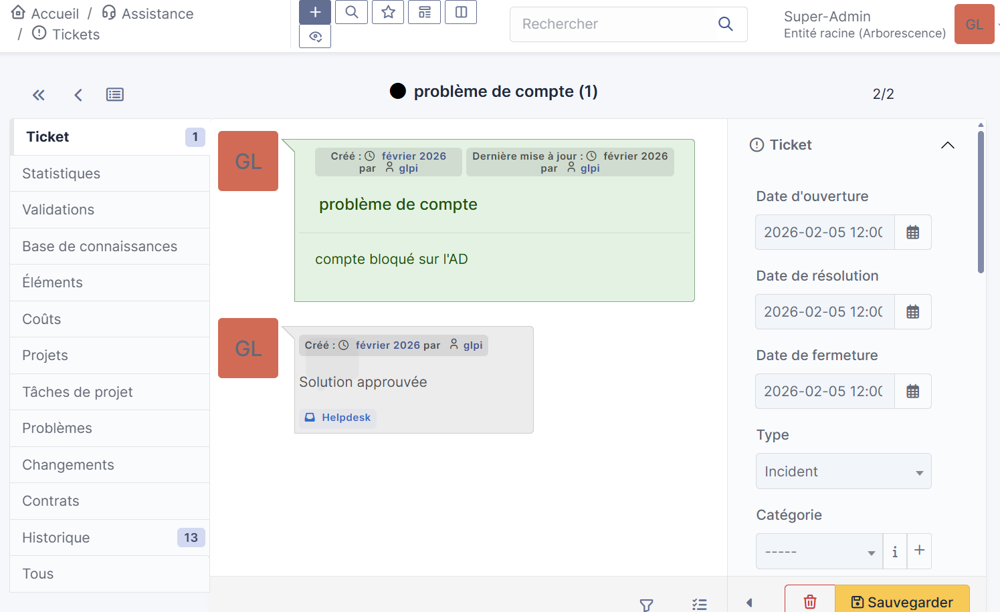 Accueil / Assistance
/ Tickets
Rechercher
Super-Admin
Entité racine (Arborescence)
GL
problème de compte (1)
2/2
Ticket 1
Statistiques
Validations
Base de connaissances
Éléments
Coûts
Projets
Tâches de projet
Problèmes
Changements
Contrats
Historique 13
Tous
GL
Créé : février 2026
par glpi
Dernière mise à jour : février 2026
par glpi
problème de compte
compte bloqué sur l'AD
GL
Créé : février 2026 par glpi
Solution approuvée
Helpdesk
Ticket
Date d'ouverture
2026-02-05 12:00
Date de résolution
2026-02-05 12:00
Date de fermeture
2026-02-05 12:00
Type
Incident
Catégorie
-----
i +
Sauvegarder